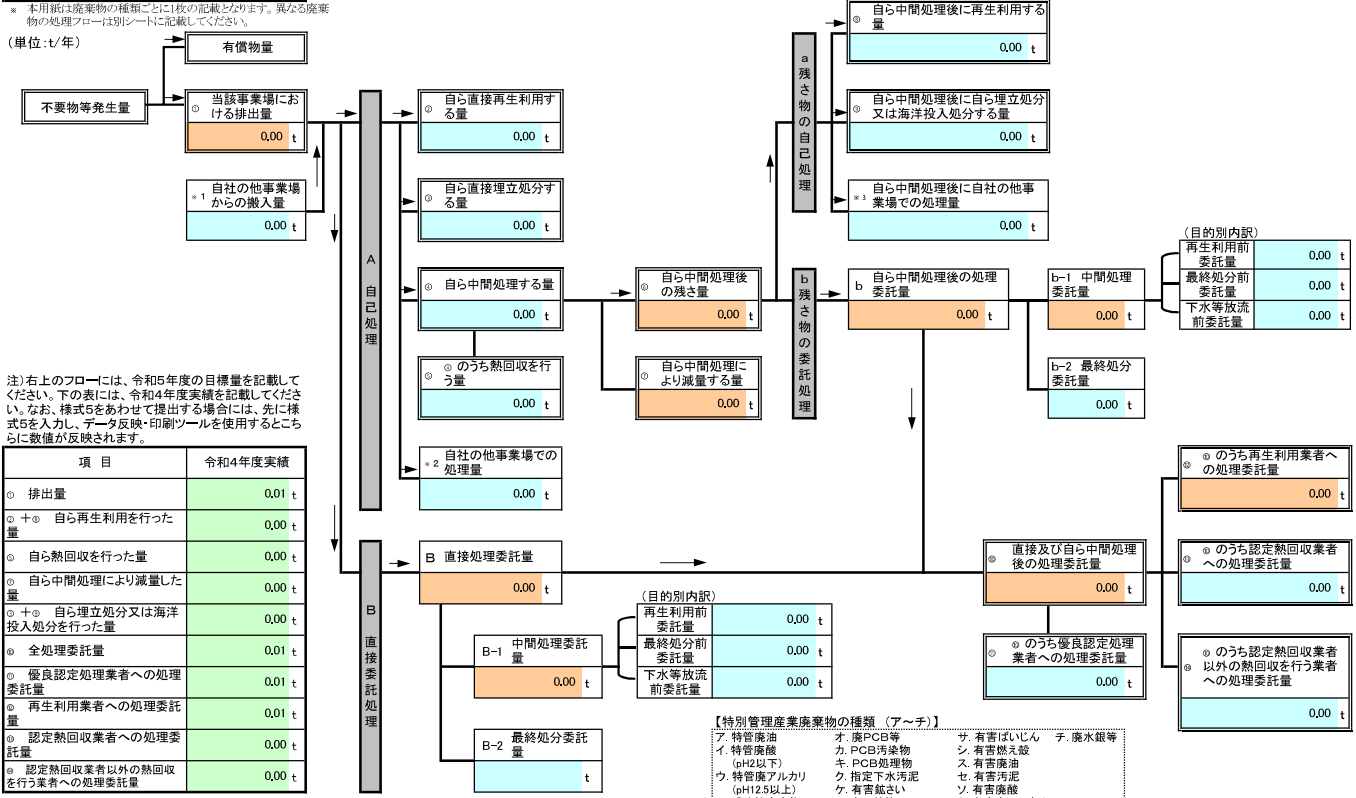 * 本用紙は廃棄物の種類ごとに1枚の記載となります。異なる廃棄
物の処理フローは別シートに記載してください。
(単位:t/年)
有償物量
不要物等発生量
① 当該事業場にお
ける排出量
0.00 t
*1 自社の他事業場
からの搬入量
0.00 t
A 自己処理
② 自ら直接再生利用す
る量
0.00 t
③ 自ら直接埋立処分す
る量
0.00 t
④ 自ら中間処理する量
0.00 t
⑤ ④のうち熱回収を行
う量
0.00 t
*2 自社の他事業場での
処理量
0.00 t
⑥ 自ら中間処理後
の残さ量
0.00 t
⑦ 自ら中間処理に
より減量する量
0.00 t
a 残さ物の自己処理
⑧ 自ら中間処理後に再生利用する
量
0.00 t
⑨ 自ら中間処理後に自ら埋立処分
又は海洋投入処分する量
0.00 t
*3 自ら中間処理後に自社の他事
業場での処理量
0.00 t
b 残さ物の委託処理
b 自ら中間処理後の処理
委託量
0.00 t
b-1 中間処理
委託量
0.00 t
b-2 最終処分
委託量
0.00 t
(目的別内訳)
再生利用前
委託量
0.00 t
最終処分前
委託量
0.00 t
下水等放流
前委託量
0.00 t
注)右上のフローには、令和5年度の目標量を記載して
ください。下の表には、令和4年度実績を記載してくださ
い。なお、様式5をあわせて提出する場合には、先に様
式5を入力し、データ反映・印刷ツールを使用するとこち
らに数値が反映されます。
項 目 令和4年度実績
① 排出量 0.01 t
②+⑧ 自ら再生利用を行った
量 0.00 t
⑤ 自ら熱回収を行った量 0.00 t
⑦ 自ら中間処理により減量した
量 0.00 t
③+⑨ 自ら埋立処分又は海洋
投入処分を行った量 0.00 t
⑩ 全処理委託量 0.01 t
⑪ 優良認定処理業者への処理
委託量 0.01 t
⑫ 再生利用業者への処理委託
量 0.01 t
⑬ 認定熱回収業者への処理委
託量 0.00 t
⑭ 認定熱回収業者以外の熱回収
を行う業者への処理委託量 0.00 t
B 直接委託処理
B 直接処理委託量
0.00 t
B-1 中間処理委託
量
0.00 t
B-2 最終処分委託
量
t
(目的別内訳)
再生利用前
委託量
0.00 t
最終処分前
委託量
0.00 t
下水等放流
前委託量
0.00 t
⑩ 直接及び自ら中間処理
後の処理委託量
0.00 t
⑪ ⑩のうち優良認定処理
業者への処理委託量
0.00 t
⑫ ⑩のうち再生利用業者へ
の処理委託量
0.00 t
⑬ ⑩のうち認定熱回収業者
への処理委託量
0.00 t
⑭ ⑩のうち認定熱回収業者
以外の熱回収を行う業者
への処理委託量
0.00 t
【特別管理産業廃棄物の種類 (ア~チ)】
ア. 特管廃油 オ. 廃PCB等 サ. 有害ばいじん チ. 廃水銀等
イ. 特管廃酸 カ. PCB汚染物 シ. 有害燃え殻
(pH2以下) キ. PCB処理物 ス. 有害廃油
ウ. 特管廃アルカリ ク. 指定下水汚泥 セ. 有害汚泥
(pH12.5以上) ケ. 有害鉱さい ソ. 有害廃酸